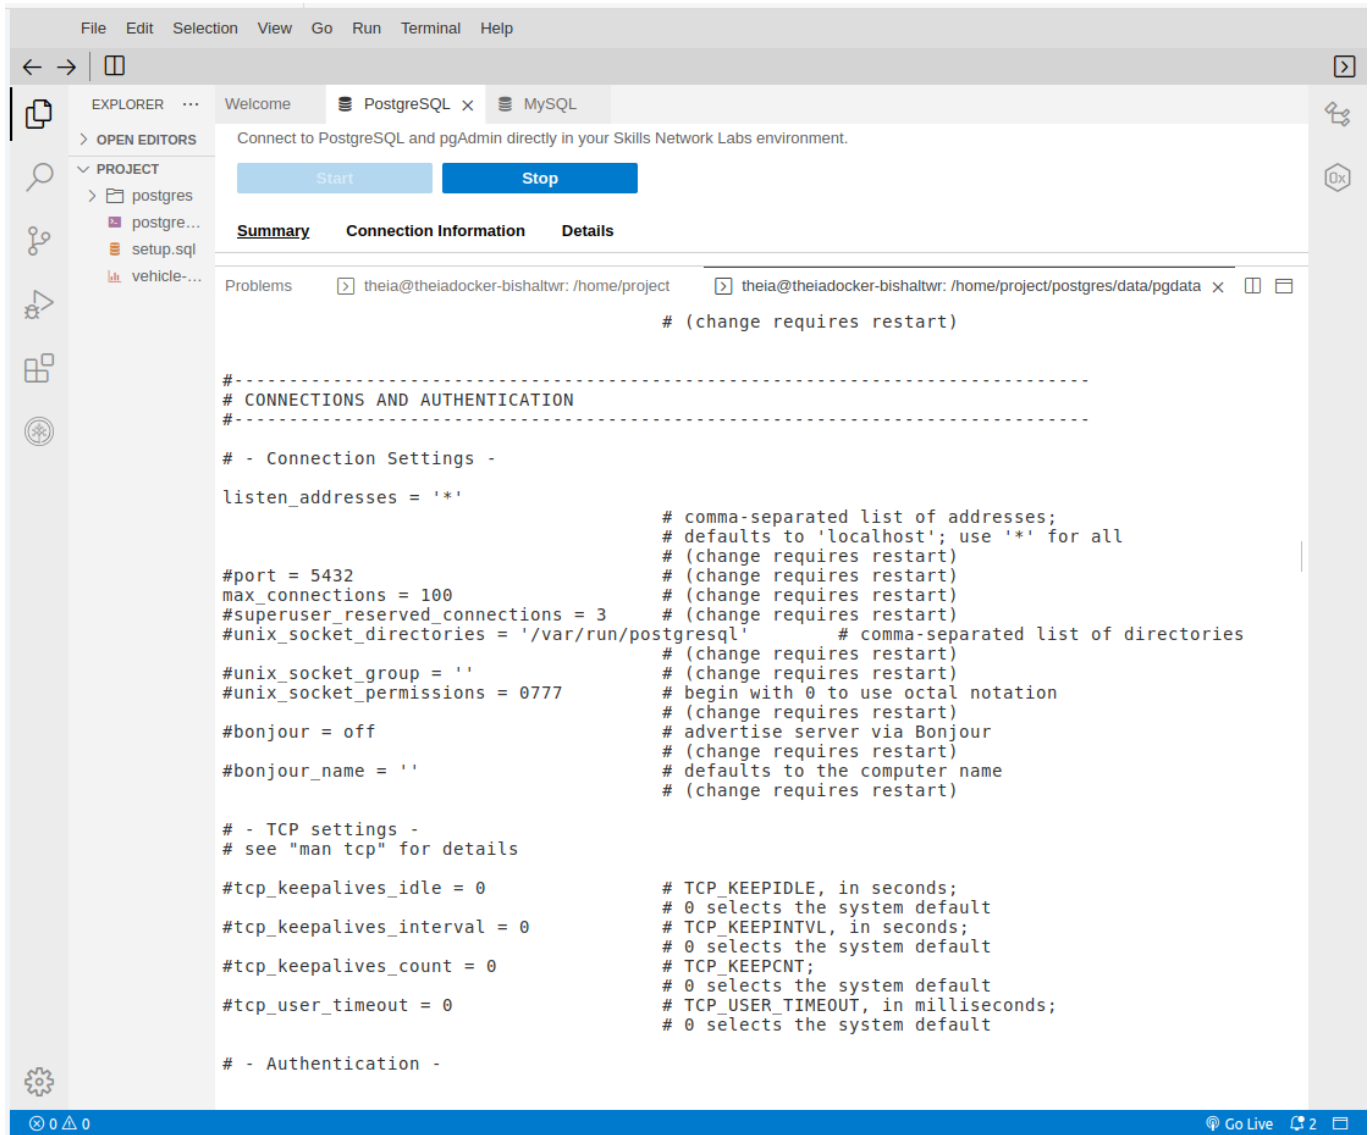 File Edit Selection View Go Run Terminal Help
EXPLORER ···
Welcome PostgreSQL × MySQL
> OPEN EDITORS
PROJECT
postgres
postgre...
setup.sql
vehicle-...
Connect to PostgreSQL and pgAdmin directly in your Skills Network Labs environment.
Start Stop
Summary Connection Information Details
Problems theia@theiadocker-bishaltwr: /home/project theia@theiadocker-bishaltwr: /home/project/postgres/data/pgdata ×
# (change requires restart)
#------------------------------------------------------------------------------
# CONNECTIONS AND AUTHENTICATION
#------------------------------------------------------------------------------
# - Connection Settings -
listen_addresses = '*'
# comma-separated list of addresses;
# defaults to 'localhost'; use '*' for all
# (change requires restart)
#port = 5432 # (change requires restart)
max_connections = 100 # (change requires restart)
#superuser_reserved_connections = 3 # (change requires restart)
#unix_socket_directories = '/var/run/postgresql' # comma-separated list of directories
# (change requires restart)
#unix_socket_group = '' # (change requires restart)
#unix_socket_permissions = 0777 # begin with 0 to use octal notation
# (change requires restart)
#bonjour = off # advertise server via Bonjour
# (change requires restart)
#bonjour_name = '' # defaults to the computer name
# (change requires restart)
# - TCP settings -
# see "man tcp" for details
#tcp_keepalives_idle = 0 # TCP_KEEPIDLE, in seconds;
# 0 selects the system default
#tcp_keepalives_interval = 0 # TCP_KEEPINTVL, in seconds;
# 0 selects the system default
#tcp_keepalives_count = 0 # TCP_KEEPCNT;
# 0 selects the system default
#tcp_user_timeout = 0 # TCP_USER_TIMEOUT, in milliseconds;
# 0 selects the system default
# - Authentication -
0 0 Go Live 2